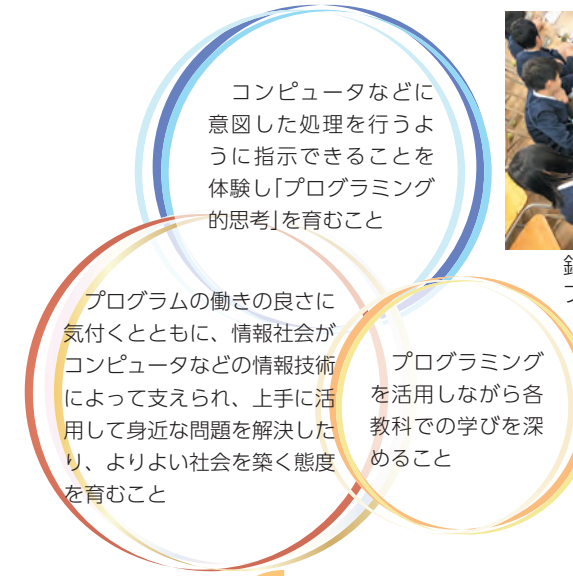 コンピュータなどに
意図した処理を行うよ
うに指示できることを
体験し「プログラミング
的思考」を育むこと
プログラムの働きの良さに
気付くとともに、情報社会が
コンピュータなどの情報技術
によって支えられ、上手に活
用して身近な問題を解決した
り、よりよい社会を築く態度
を育むこと
プログラミング
を活用しながら各
教科での学びを深
めること